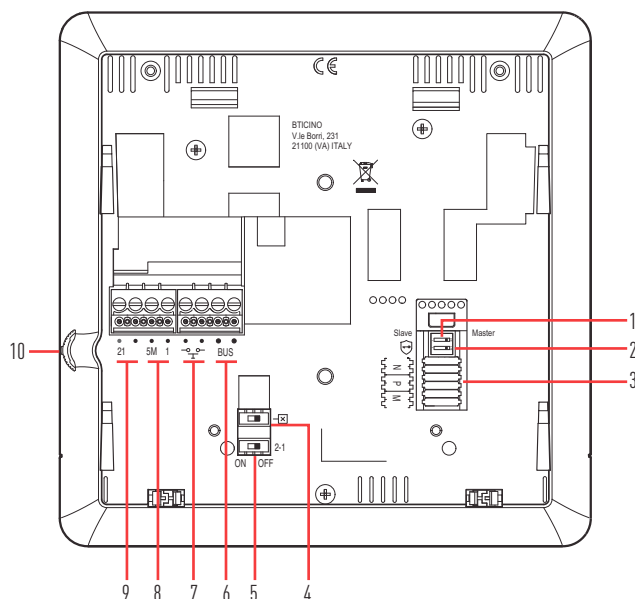 CE
BTICINO
V.le Borri, 231
21100 (VA) ITALY
Slave Master
1
2
3
10
21 5M 1 BUS
N
P
M
2-1
ON OFF
9 8 7 6 5 4